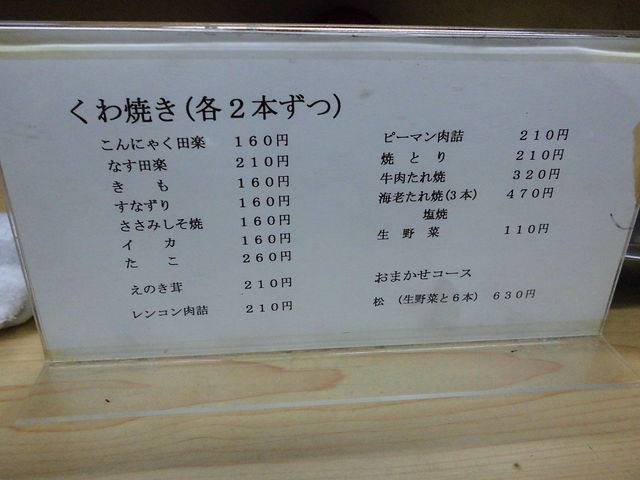 くわ焼き(各２本ずつ)
こんにゃく田楽 １６０円
なす田楽 ２１０円
き も １６０円
すなずり １６０円
ささみしそ焼 １６０円
イ カ １６０円
た こ ２６０円
えのき茸 ２１０円
レンコン肉詰 ２１０円
ピーマン肉詰 ２１０円
焼 と り ２１０円
牛肉たれ焼 ３２０円
海老たれ焼(３本) ４７０円
塩焼
生 野 菜 １１０円
おまかせコース
松 (生野菜と６本) ６３０円